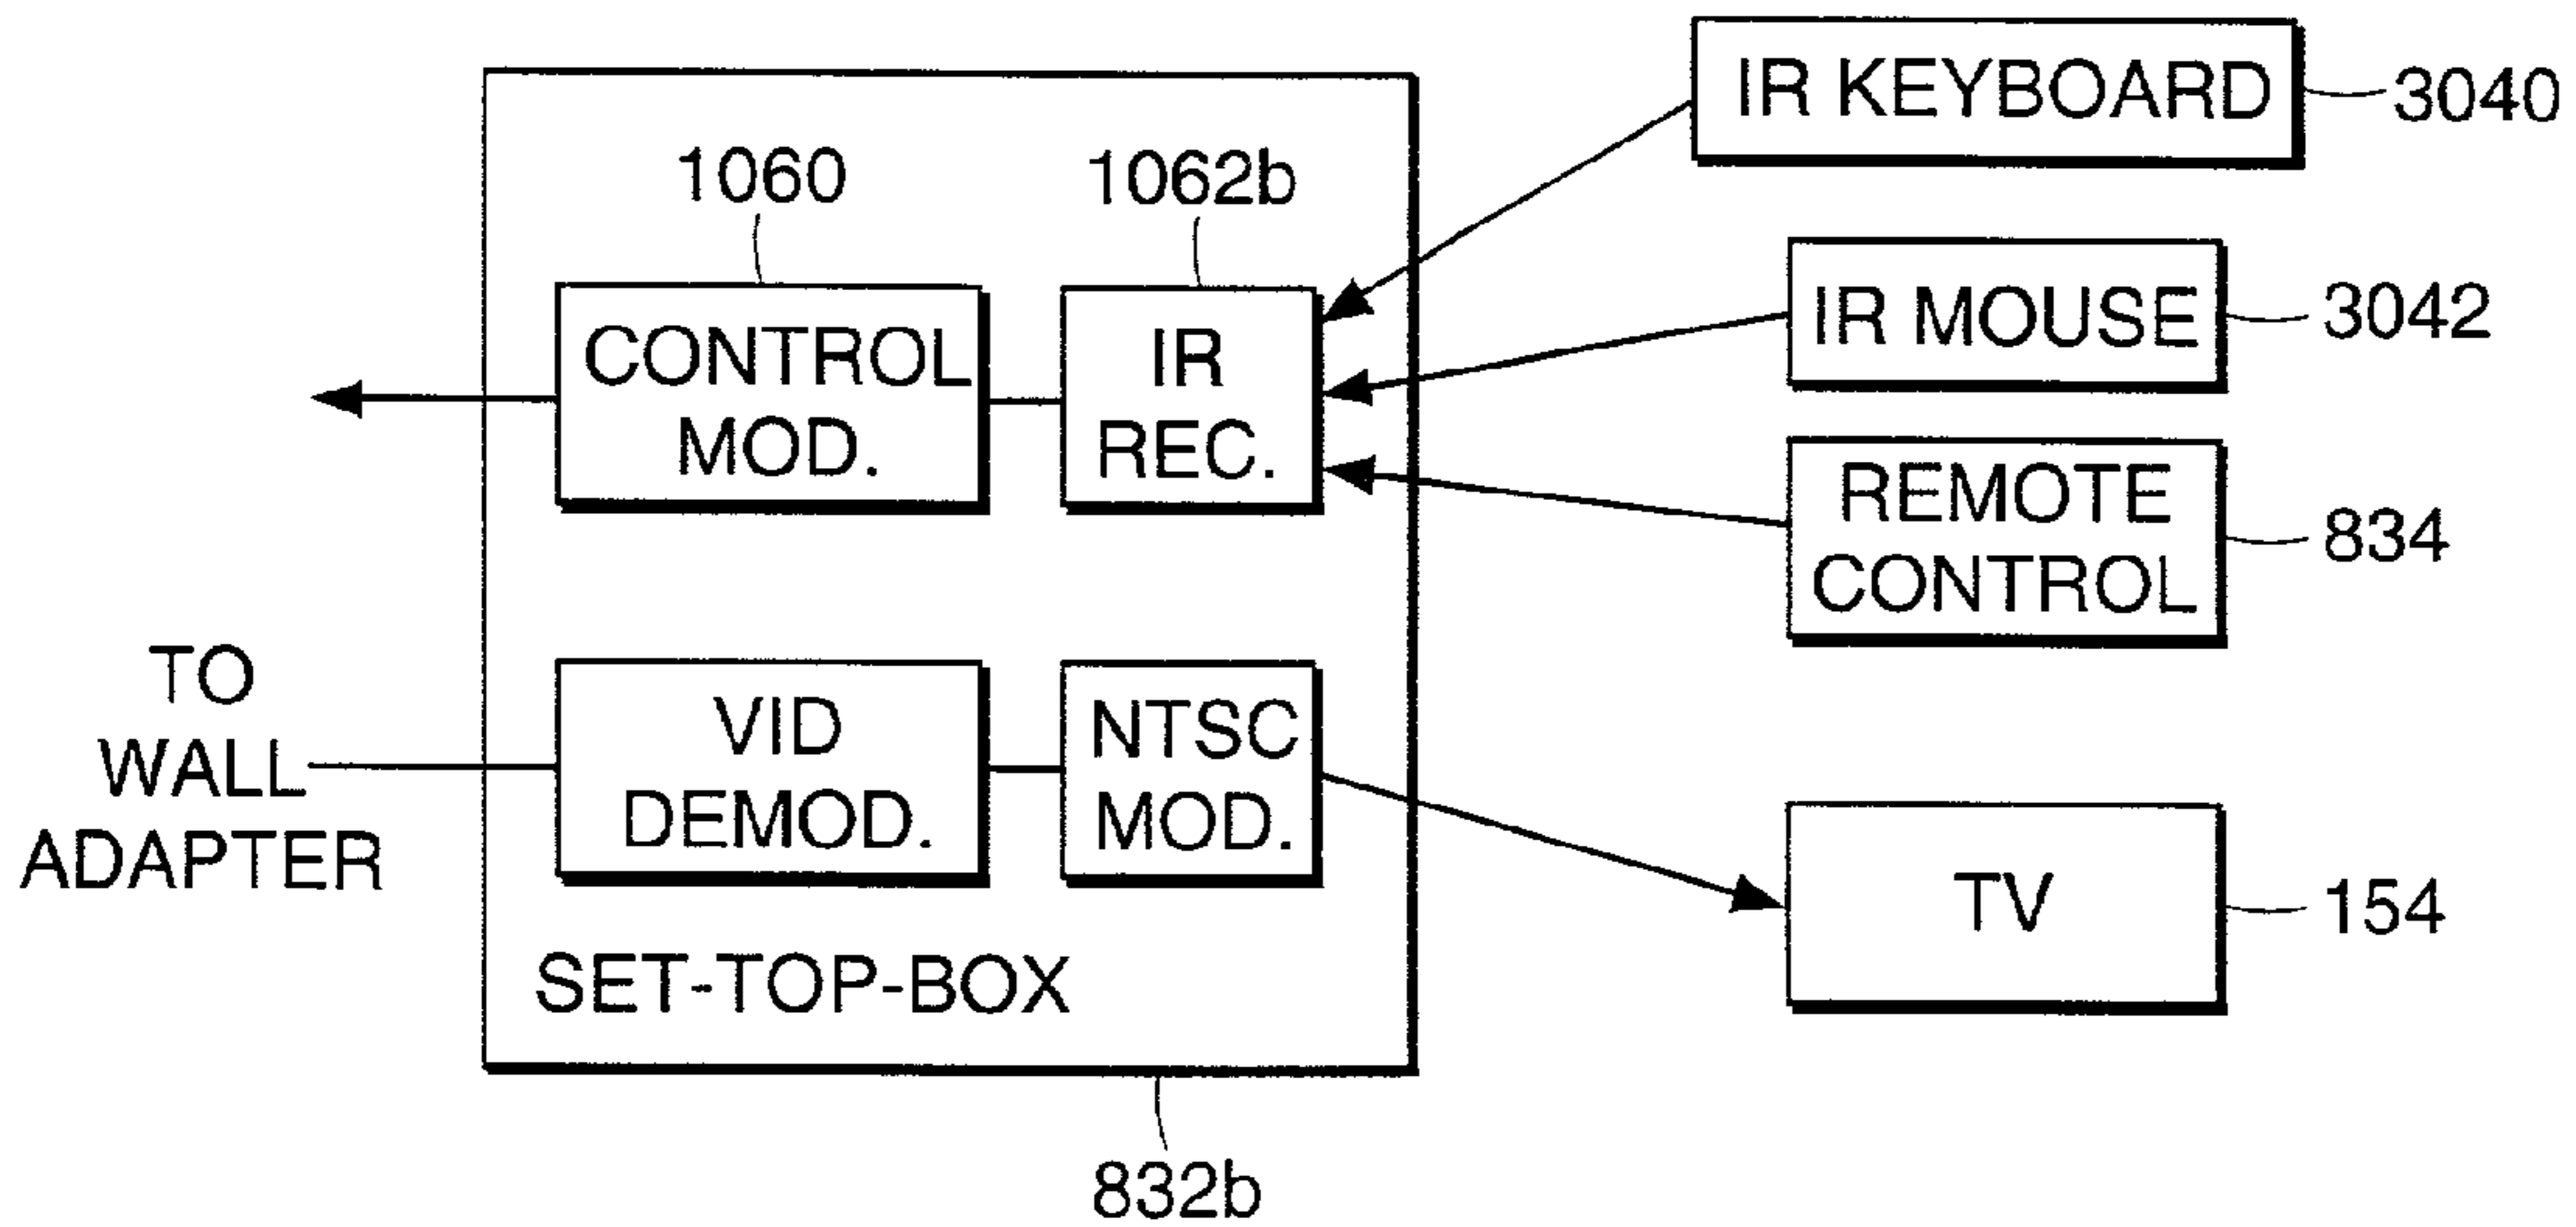 IR KEYBOARD
3040
1060
1062b
CONTROL
MOD.
IR
REC.
IR MOUSE
3042
REMOTE
CONTROL
834
TO
WALL
ADAPTER
VID
DEMOD.
NTSC
MOD.
TV
154
SET-TOP-BOX
832b